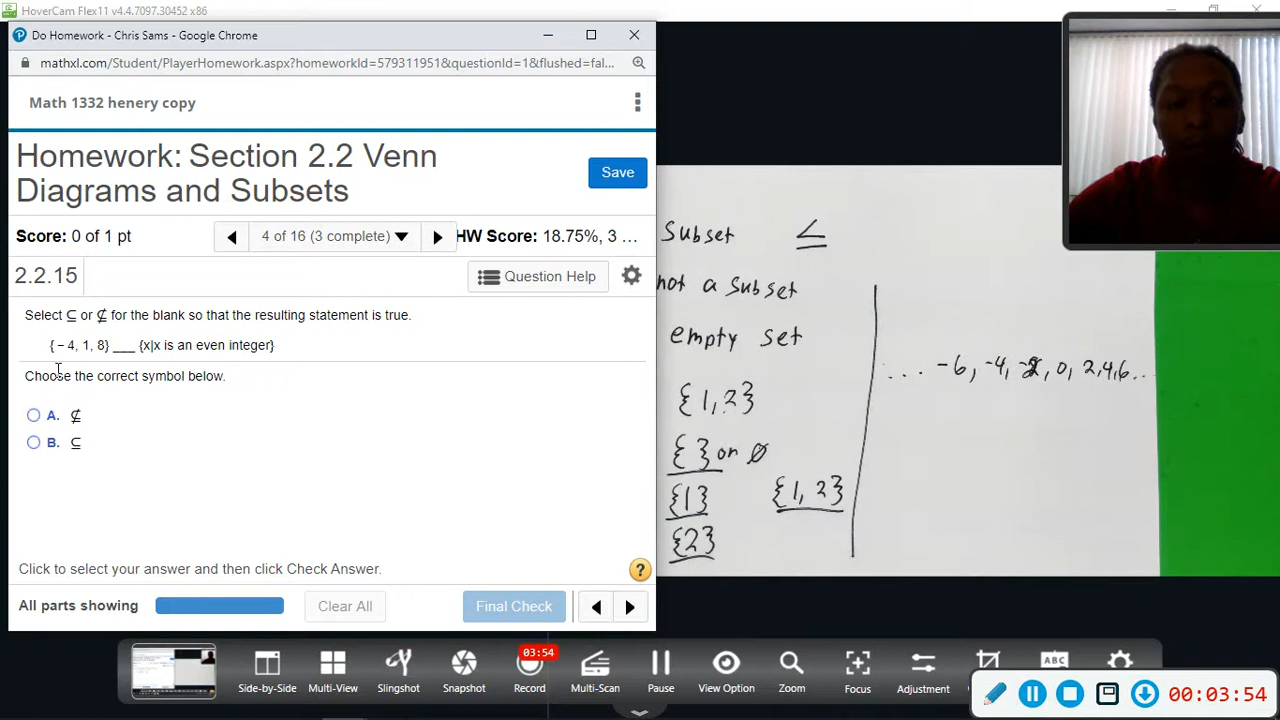 HoverCam Flex11 v4.4.7097.30452 x86
Do Homework - Chris Sams - Google Chrome
mathxl.com/Student/PlayerHomework.aspx?homeworkId=579311951&questionId=1&flushed=fal...
Math 1332 henery copy
Homework: Section 2.2 Venn
Diagrams and Subsets
Save
Score: 0 of 1 pt
4 of 16 (3 complete)
HW Score: 18.75%, 3 ...
2.2.15
Question Help
Select ⊆ or ⊈ for the blank so that the resulting statement is true.
{ − 4, 1, 8} ___ {x|x is an even integer}
Choose the correct symbol below.
A. ⊈
B. ⊆
Click to select your answer and then click Check Answer.
?
All parts showing
Clear All
Final Check
Subset ⊆
not a subset
empty set
{1,2}
{ } or ∅
{1} {1, 2}
{2}
... -6, -4, -2, 0, 2,4,6...
Side-by-Side
Multi-View
Slingshot
Snapshot
03:54
Record
Multi-Scan
Pause
View Option
Zoom
Focus
Adjustment
ABC
00:03:54